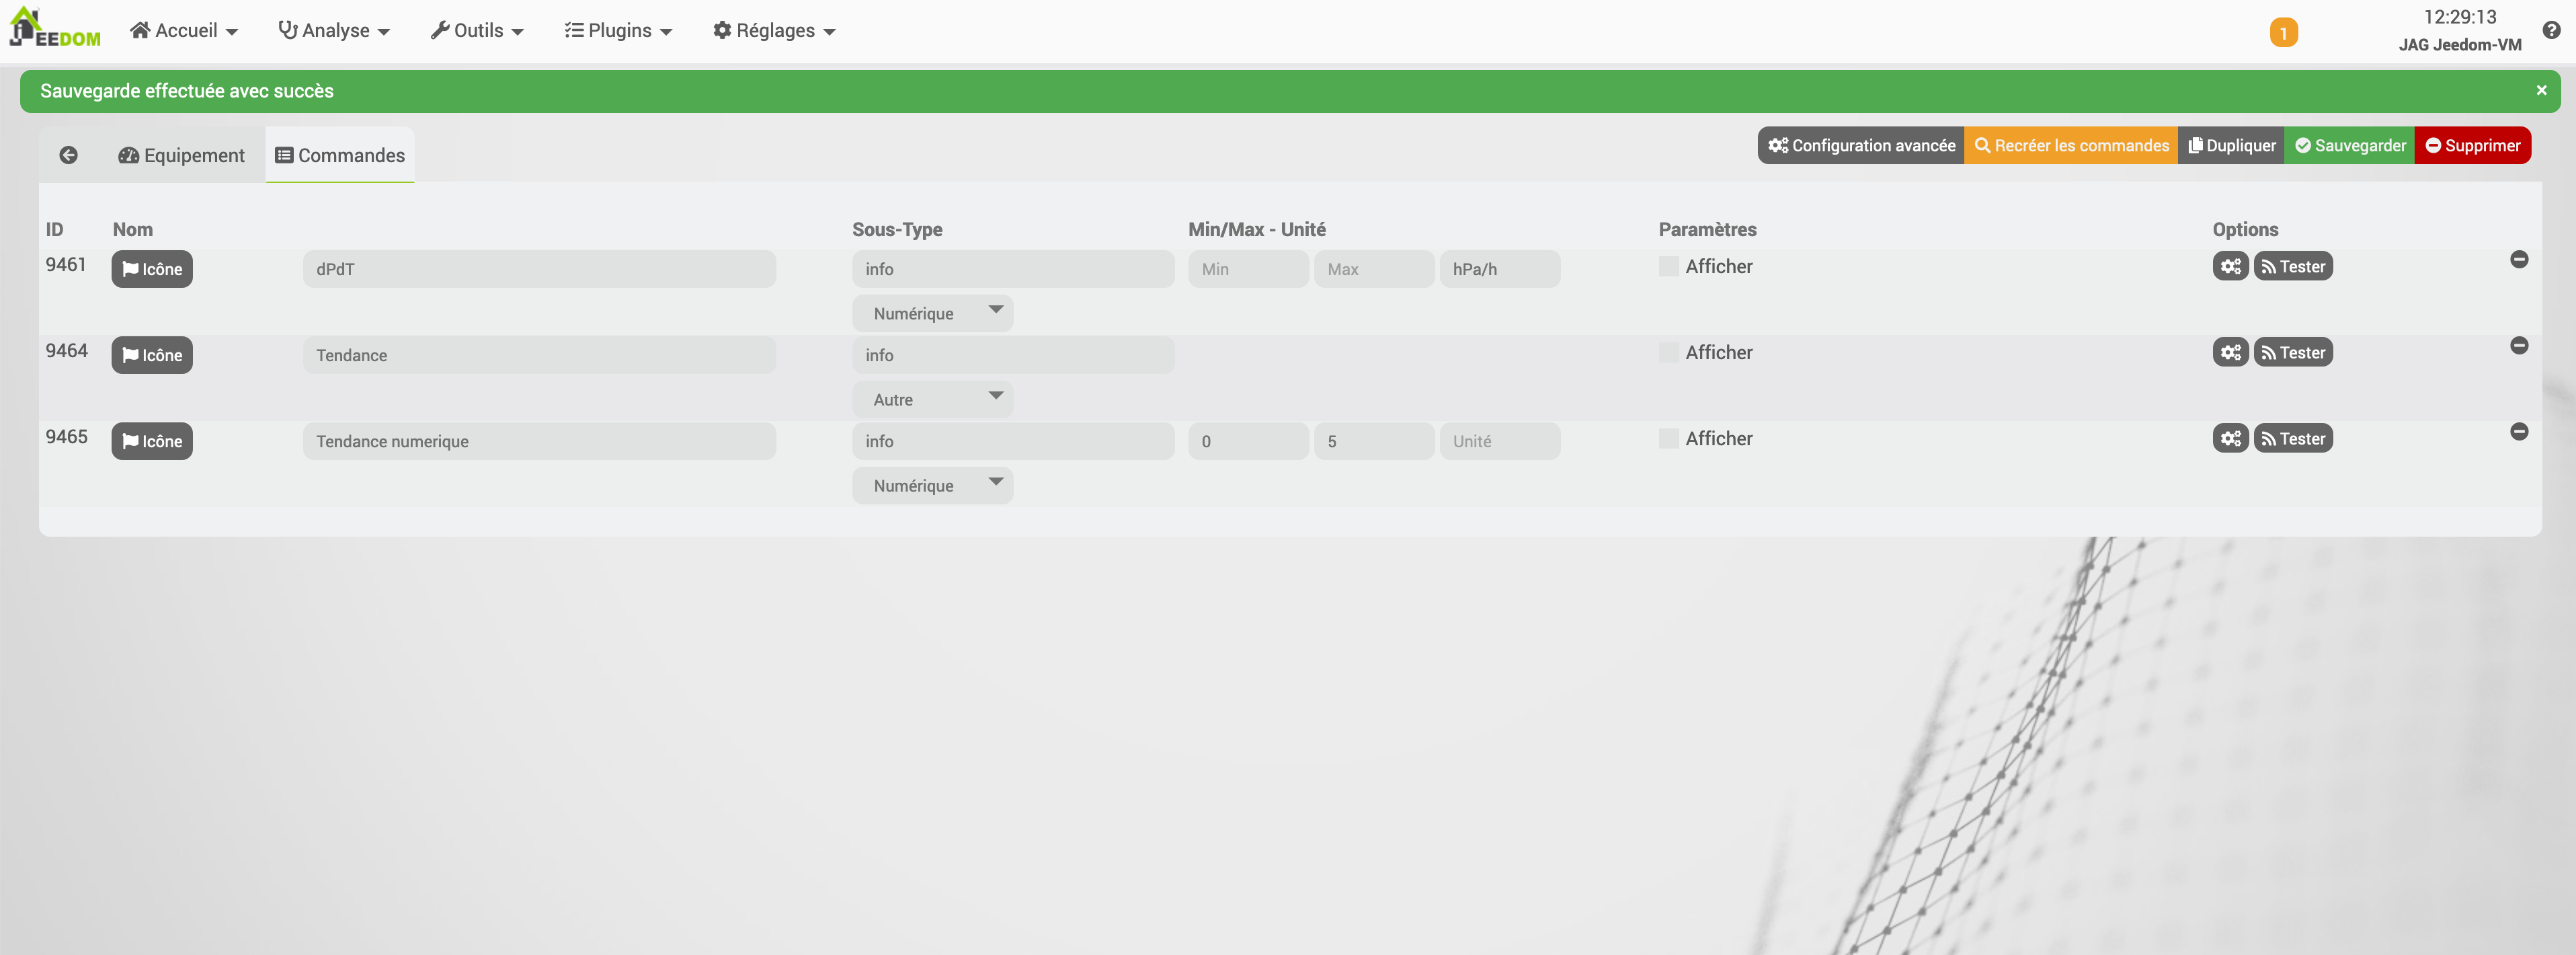 JEEDOM Accueil Analyse Outils Plugins Réglages 1 12:29:13
JAG Jeedom-VM
Sauvegarde effectuée avec succès ×
Equipement Commandes Configuration avancée Recréer les commandes Dupliquer Sauvegarder Supprimer
ID Nom Sous-Type Min/Max - Unité Paramètres Options
9461 Icône dPdT info Min Max hPa/h Afficher Tester
Numérique
9464 Icône Tendance info Afficher Tester
Autre
9465 Icône Tendance numerique info 0 5 Unité Afficher Tester
Numérique